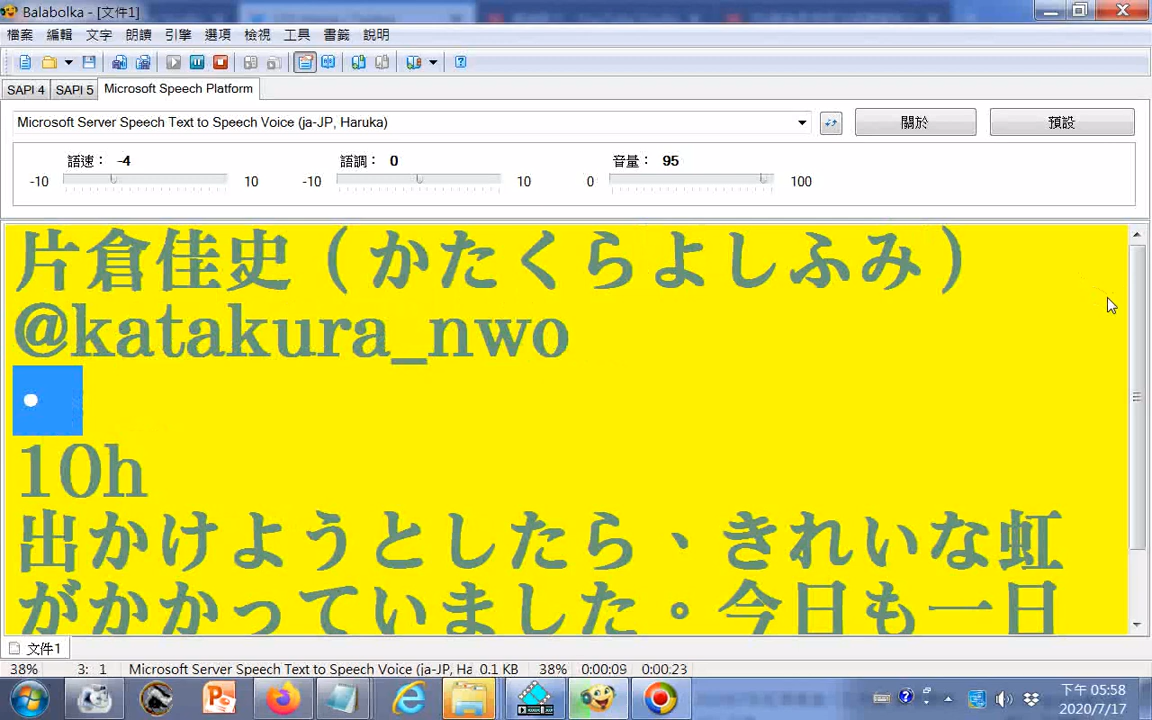 Balabolka - [文件1]
檔案 編輯 文字 朗讀 引擎 選項 檢視 工具 書籤 說明
SAPI 4 SAPI 5 Microsoft Speech Platform
Microsoft Server Speech Text to Speech Voice (ja-JP, Haruka)
關於 預設
語速： -4 語調： 0 音量： 95
-10 10 -10 10 0 100
片倉佳史（かたくらよしふみ）
@katakura_nwo
•
10h
出かけようとしたら、きれいな虹
がかかっていました。今日も一日
文件1
38% 3: 1 Microsoft Server Speech Text to Speech Voice (ja-JP, Ha 0.1 KB 38% 0:00:09 0:00:23
下午 05:58
2020/7/17